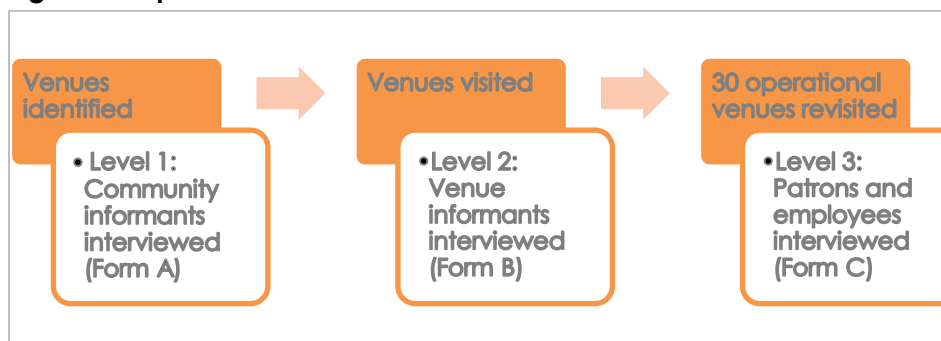 Venues
identified
• Level 1:
Community
informants
interviewed
(Form A)
Venues visited
• Level 2:
Venue
informants
interviewed
(Form B)
30 operational
venues revisited
• Level 3:
Patrons and
employees
interviewed
(Form C)